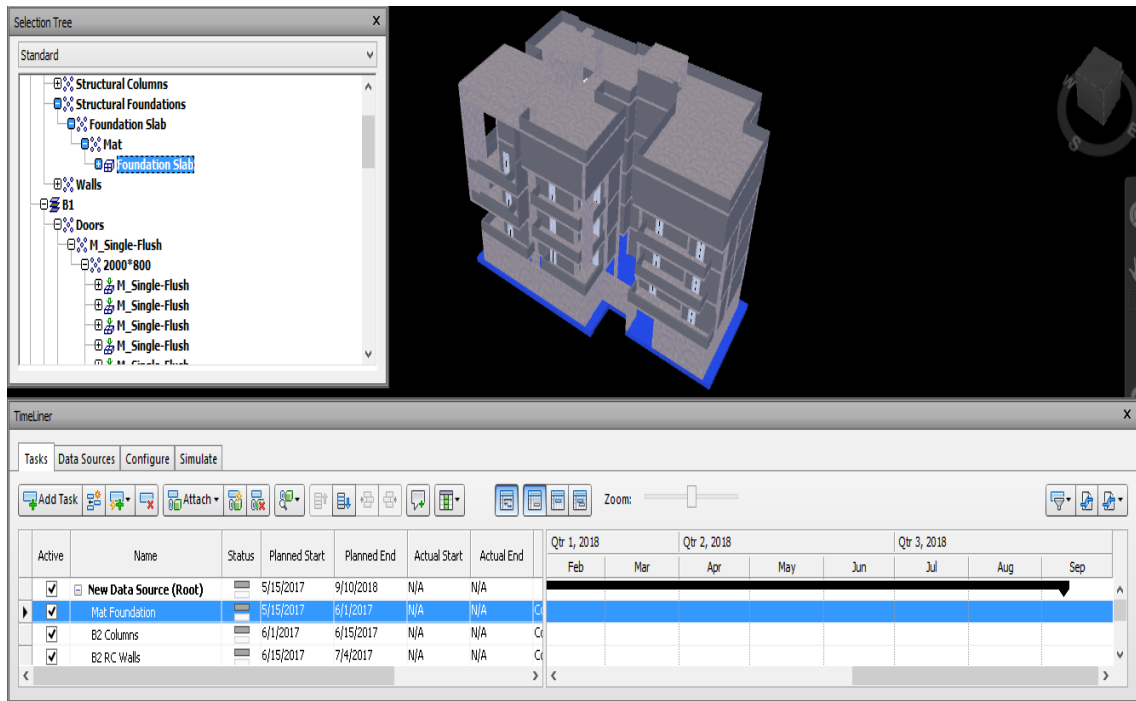 Selection Tree X
Standard
Structural Columns
Structural Foundations
Foundation Slab
Mat
Foundation Slab
Walls
B1
Doors
M_Single-Flush
2000*800
M_Single-Flush
M_Single-Flush
M_Single-Flush
M_Single-Flush
M_Single-Flush
W S E
TimeLiner X
Tasks Data Sources Configure Simulate
Add Task Attach Zoom:
Active Name Status Planned Start Planned End Actual Start Actual End Qtr 1, 2018 Qtr 2, 2018 Qtr 3, 2018
Feb Mar Apr May Jun Jul Aug Sep
New Data Source (Root) 5/15/2017 9/10/2018 N/A N/A
Mat Foundation 5/15/2017 6/1/2017 N/A N/A Co
B2 Columns 6/1/2017 6/15/2017 N/A N/A Co
B2 RC Walls 6/15/2017 7/4/2017 N/A N/A Co